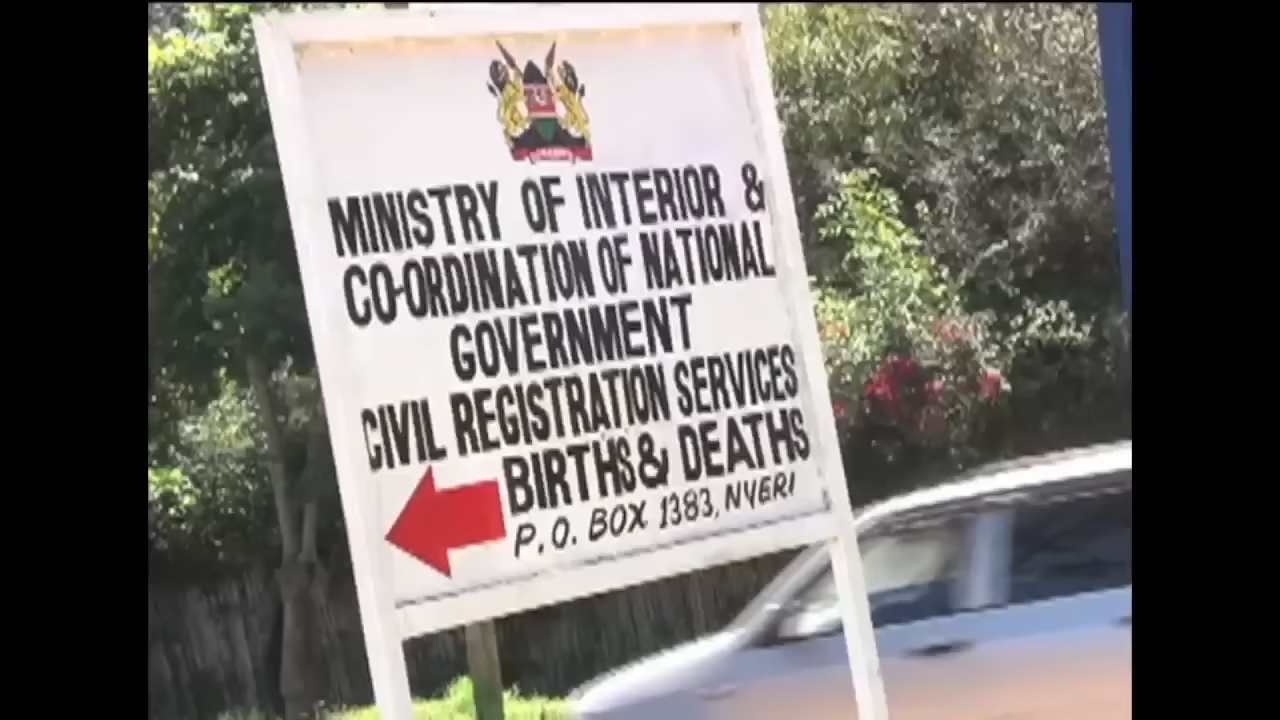 MINISTRY OF INTERIOR &
CO-ORDINATION OF NATIONAL
GOVERNMENT
CIVIL REGISTRATION SERVICES
BIRTHS & DEATHS
P.O. BOX 1383, NYERI